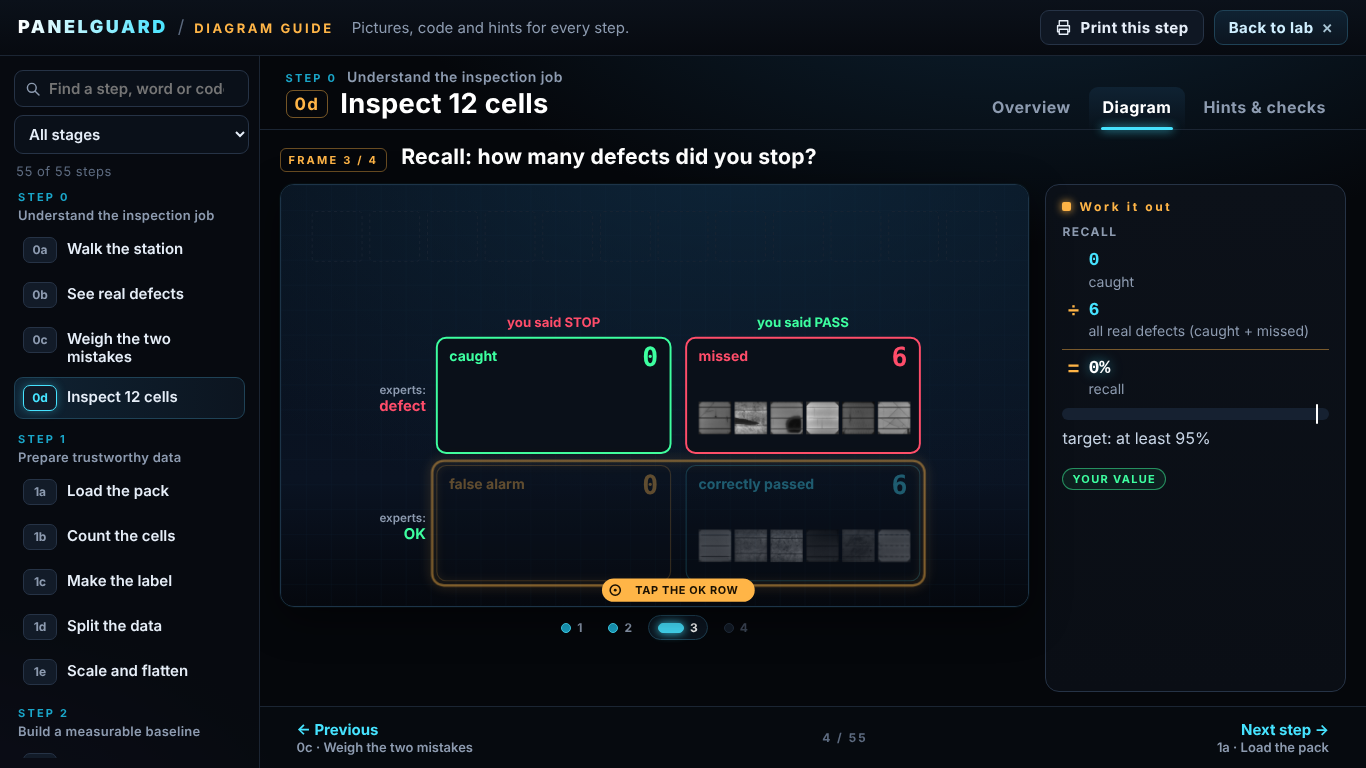 PANELGUARD / DIAGRAM GUIDE Pictures, code and hints for every step.
Print this step
Back to lab ×
Find a step, word or cod
All stages
55 of 55 steps
STEP 0
Understand the inspection job
0a Walk the station
0b See real defects
0c Weigh the two
mistakes
0d Inspect 12 cells
STEP 1
Prepare trustworthy data
1a Load the pack
1b Count the cells
1c Make the label
1d Split the data
1e Scale and flatten
STEP 2
Build a measurable baseline
STEP 0 Understand the inspection job
0d Inspect 12 cells
Overview
Diagram
Hints & checks
FRAME 3 / 4 Recall: how many defects did you stop?
you said STOP
you said PASS
experts:
defect
caught 0
missed 6
experts:
OK
false alarm 0
correctly passed 6
TAP THE OK ROW
1 2 3 4
Work it out
RECALL
0
caught
÷ 6
all real defects (caught + missed)
= 0%
recall
target: at least 95%
YOUR VALUE
← Previous
0c · Weigh the two mistakes
4 / 55
Next step →
1a · Load the pack